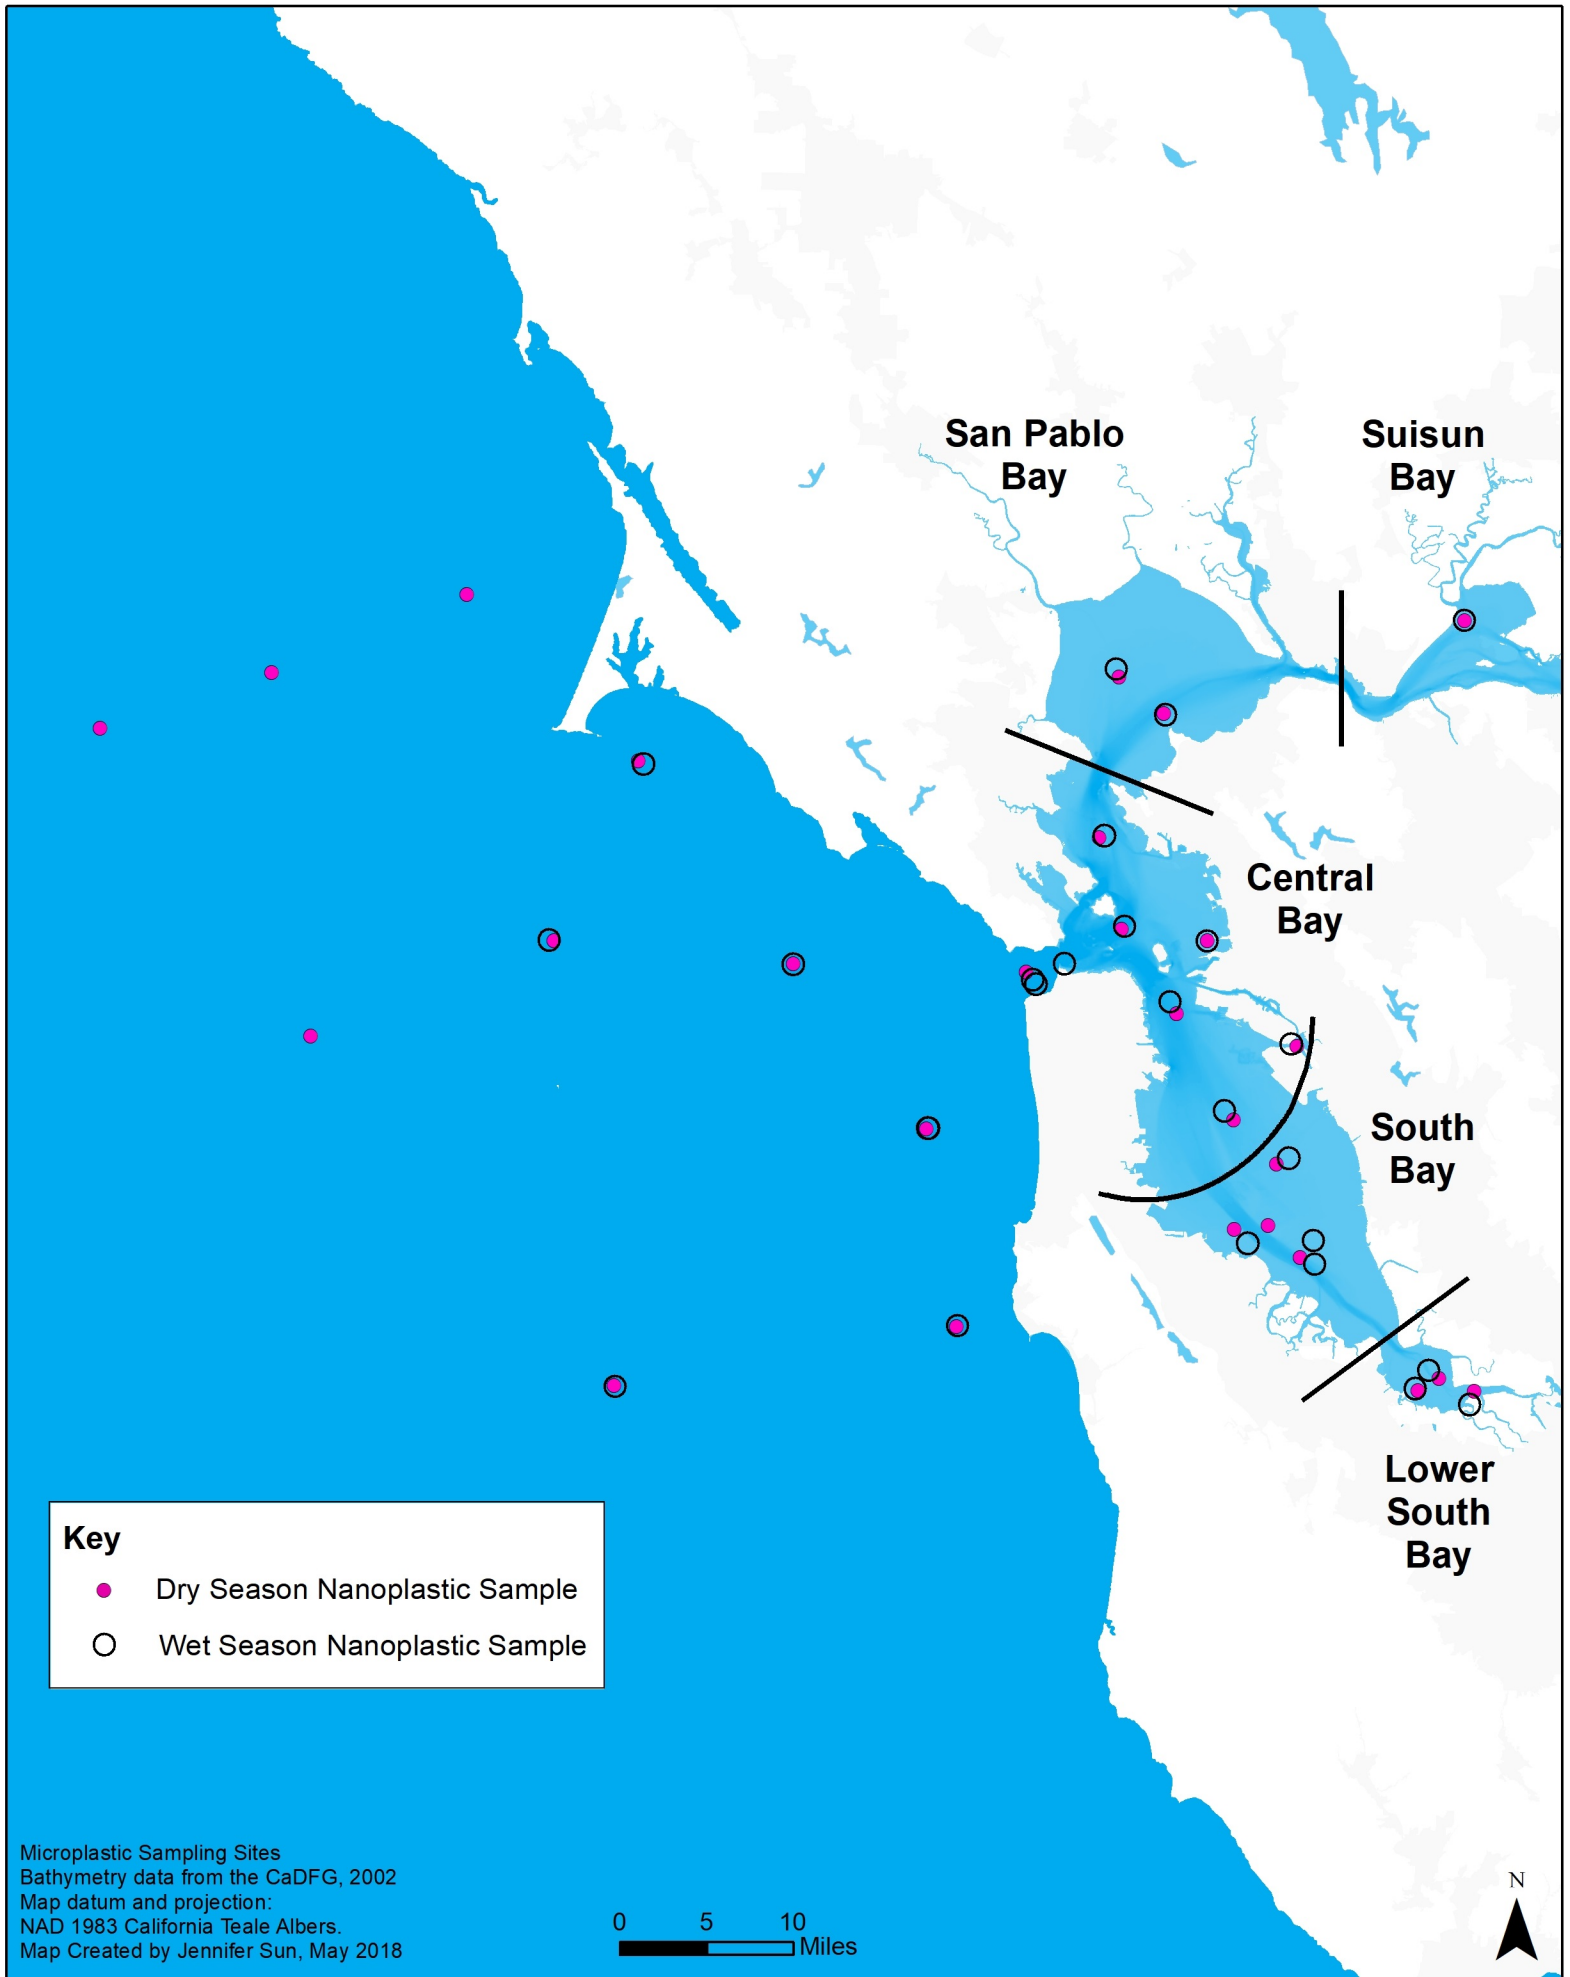 San Pablo
Bay
Suisun
Bay
Central
Bay
South
Bay
Lower
South
Bay
Key
Dry Season Nanoplastic Sample
Wet Season Nanoplastic Sample
Microplastic Sampling Sites
Bathymetry data from the CaDFG, 2002
Map datum and projection:
NAD 1983 California Teale Albers.
Map Created by Jennifer Sun, May 2018
0 5 10
Miles
N